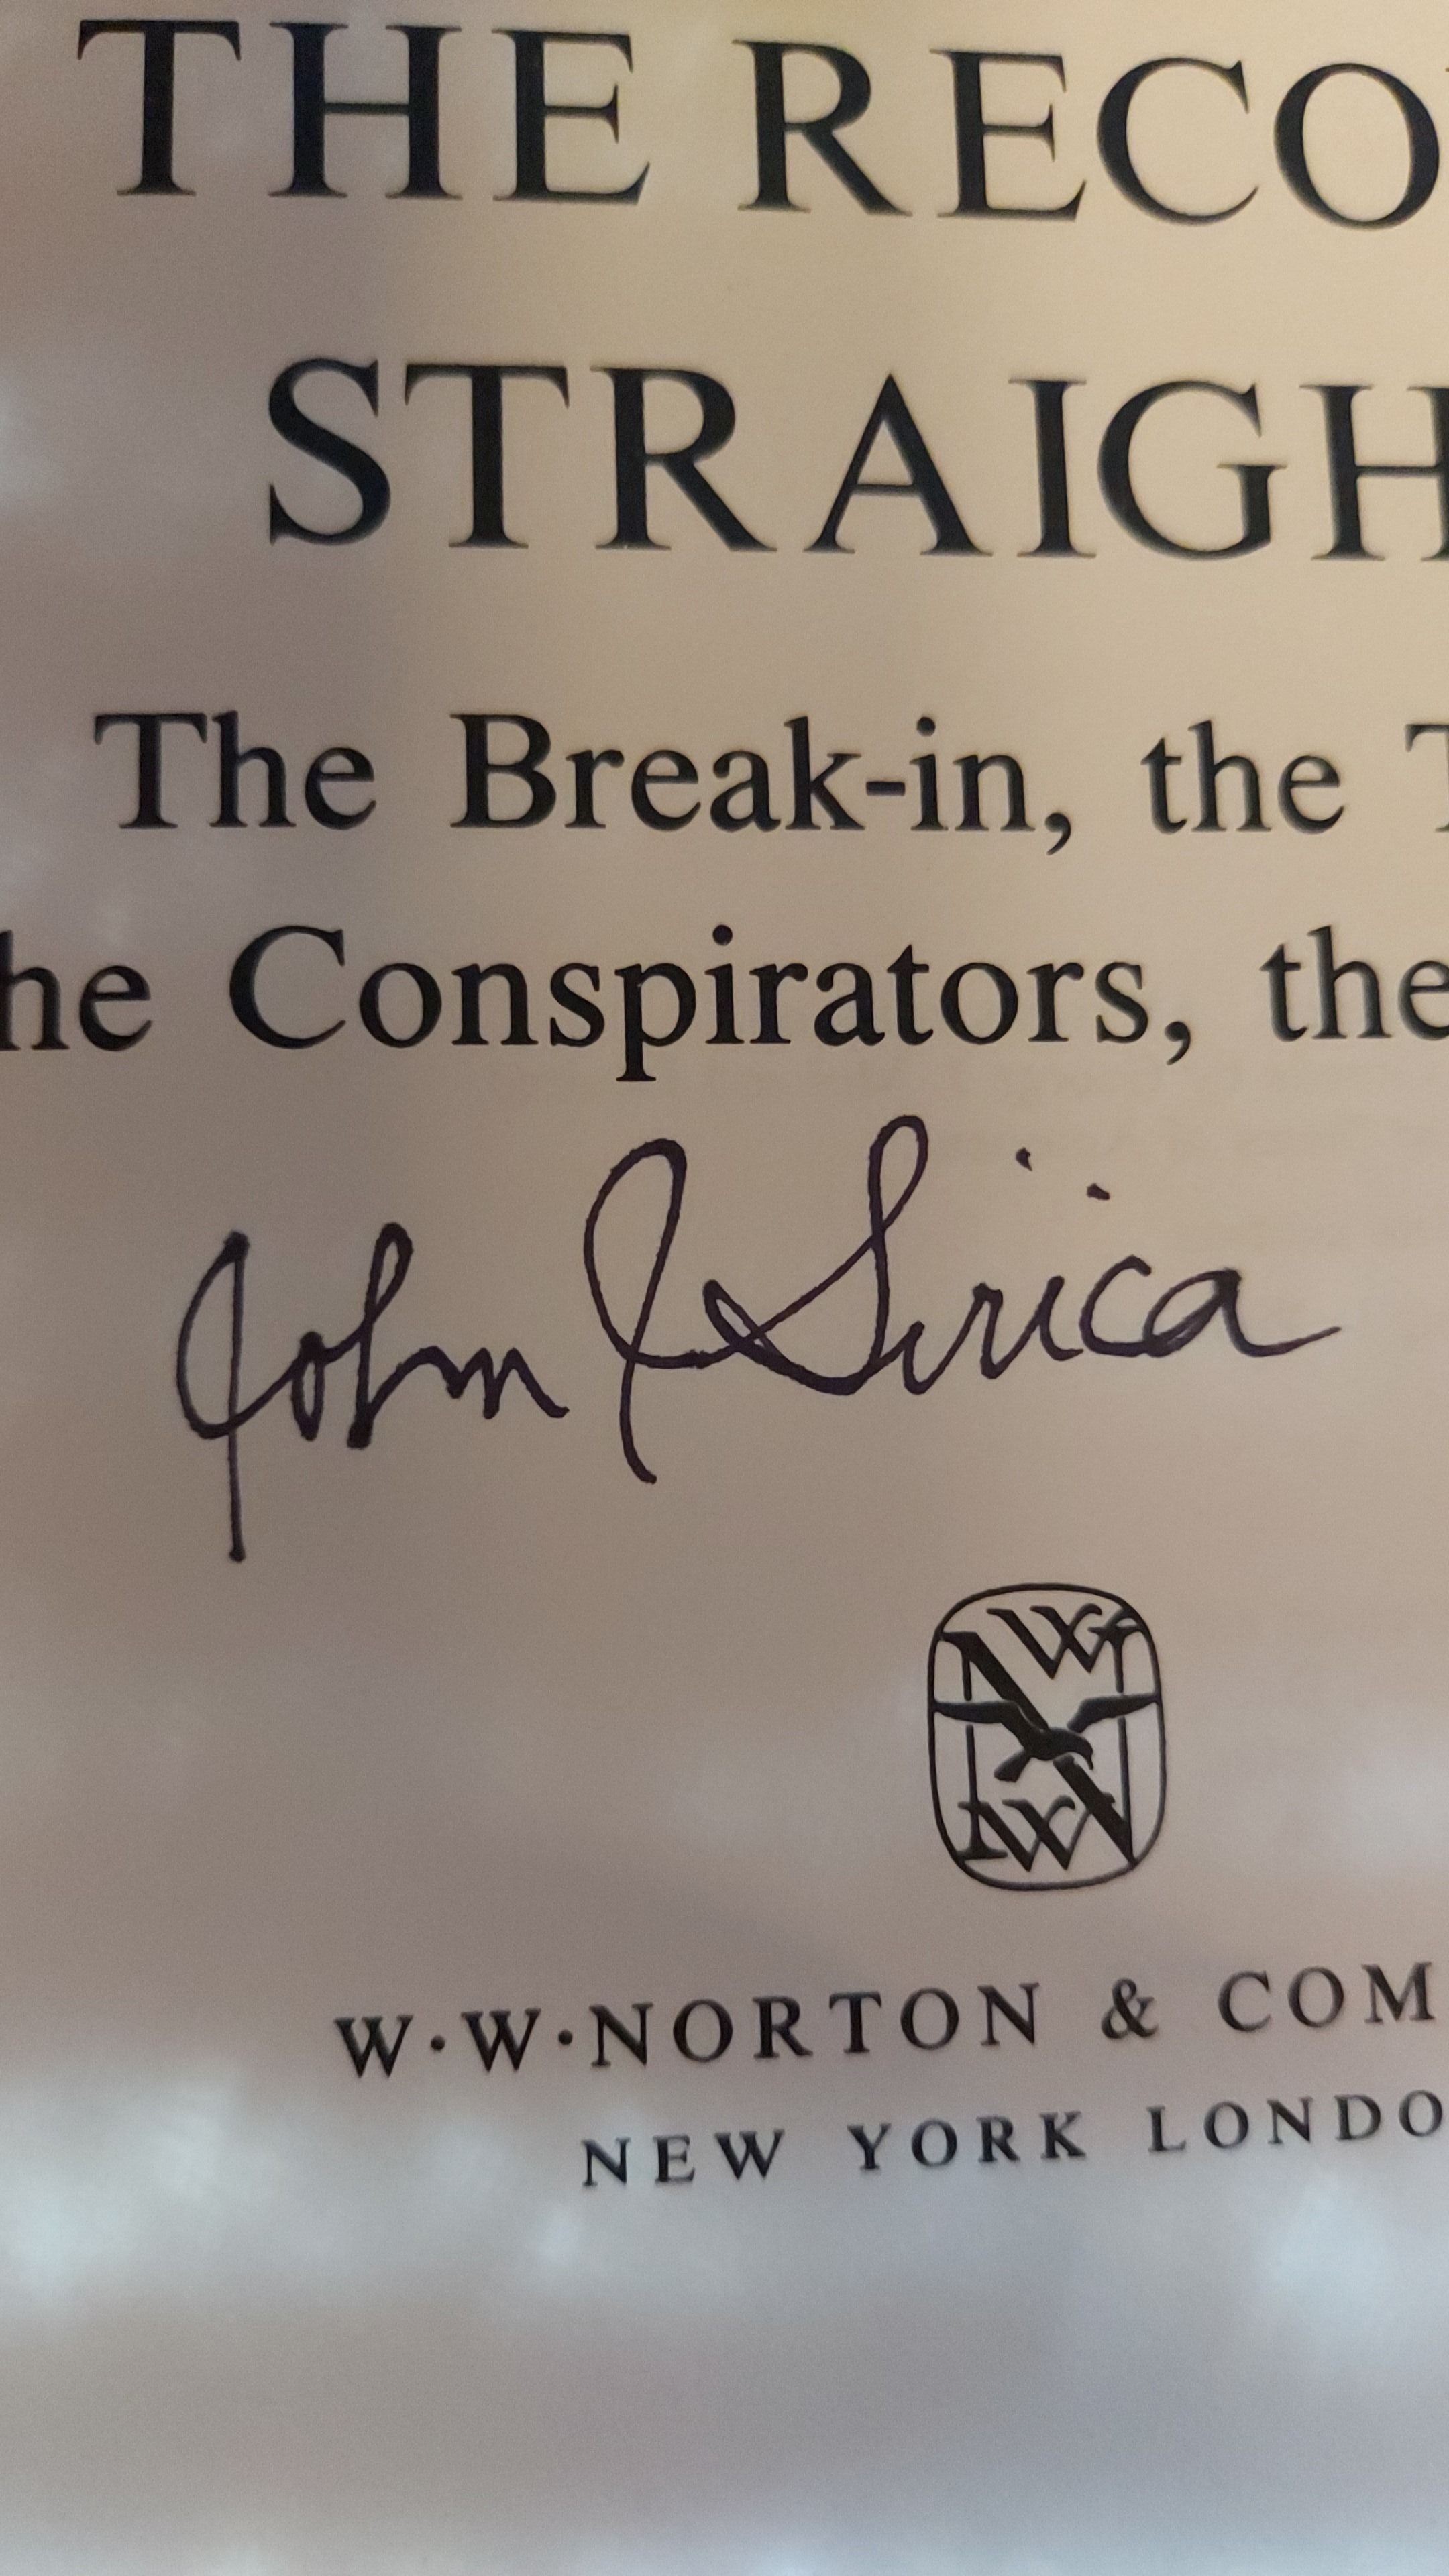 THE RECO
STRAIGH
The Break-in, the T
he Conspirators, the
John J Sirica
W·W·NORTON & COM
NEW YORK LONDO